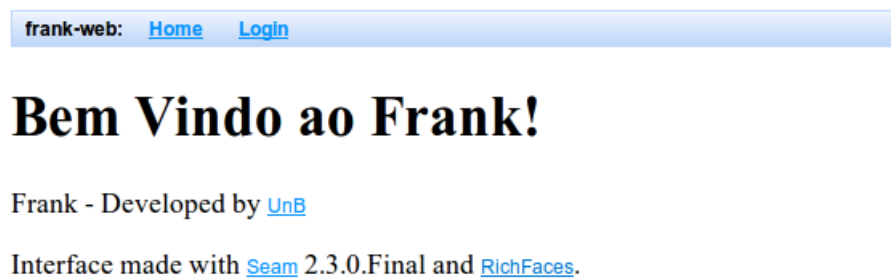 frank-web: Home Login
Bem Vindo ao Frank!
Frank - Developed by UnB
Interface made with Seam 2.3.0.Final and RichFaces.